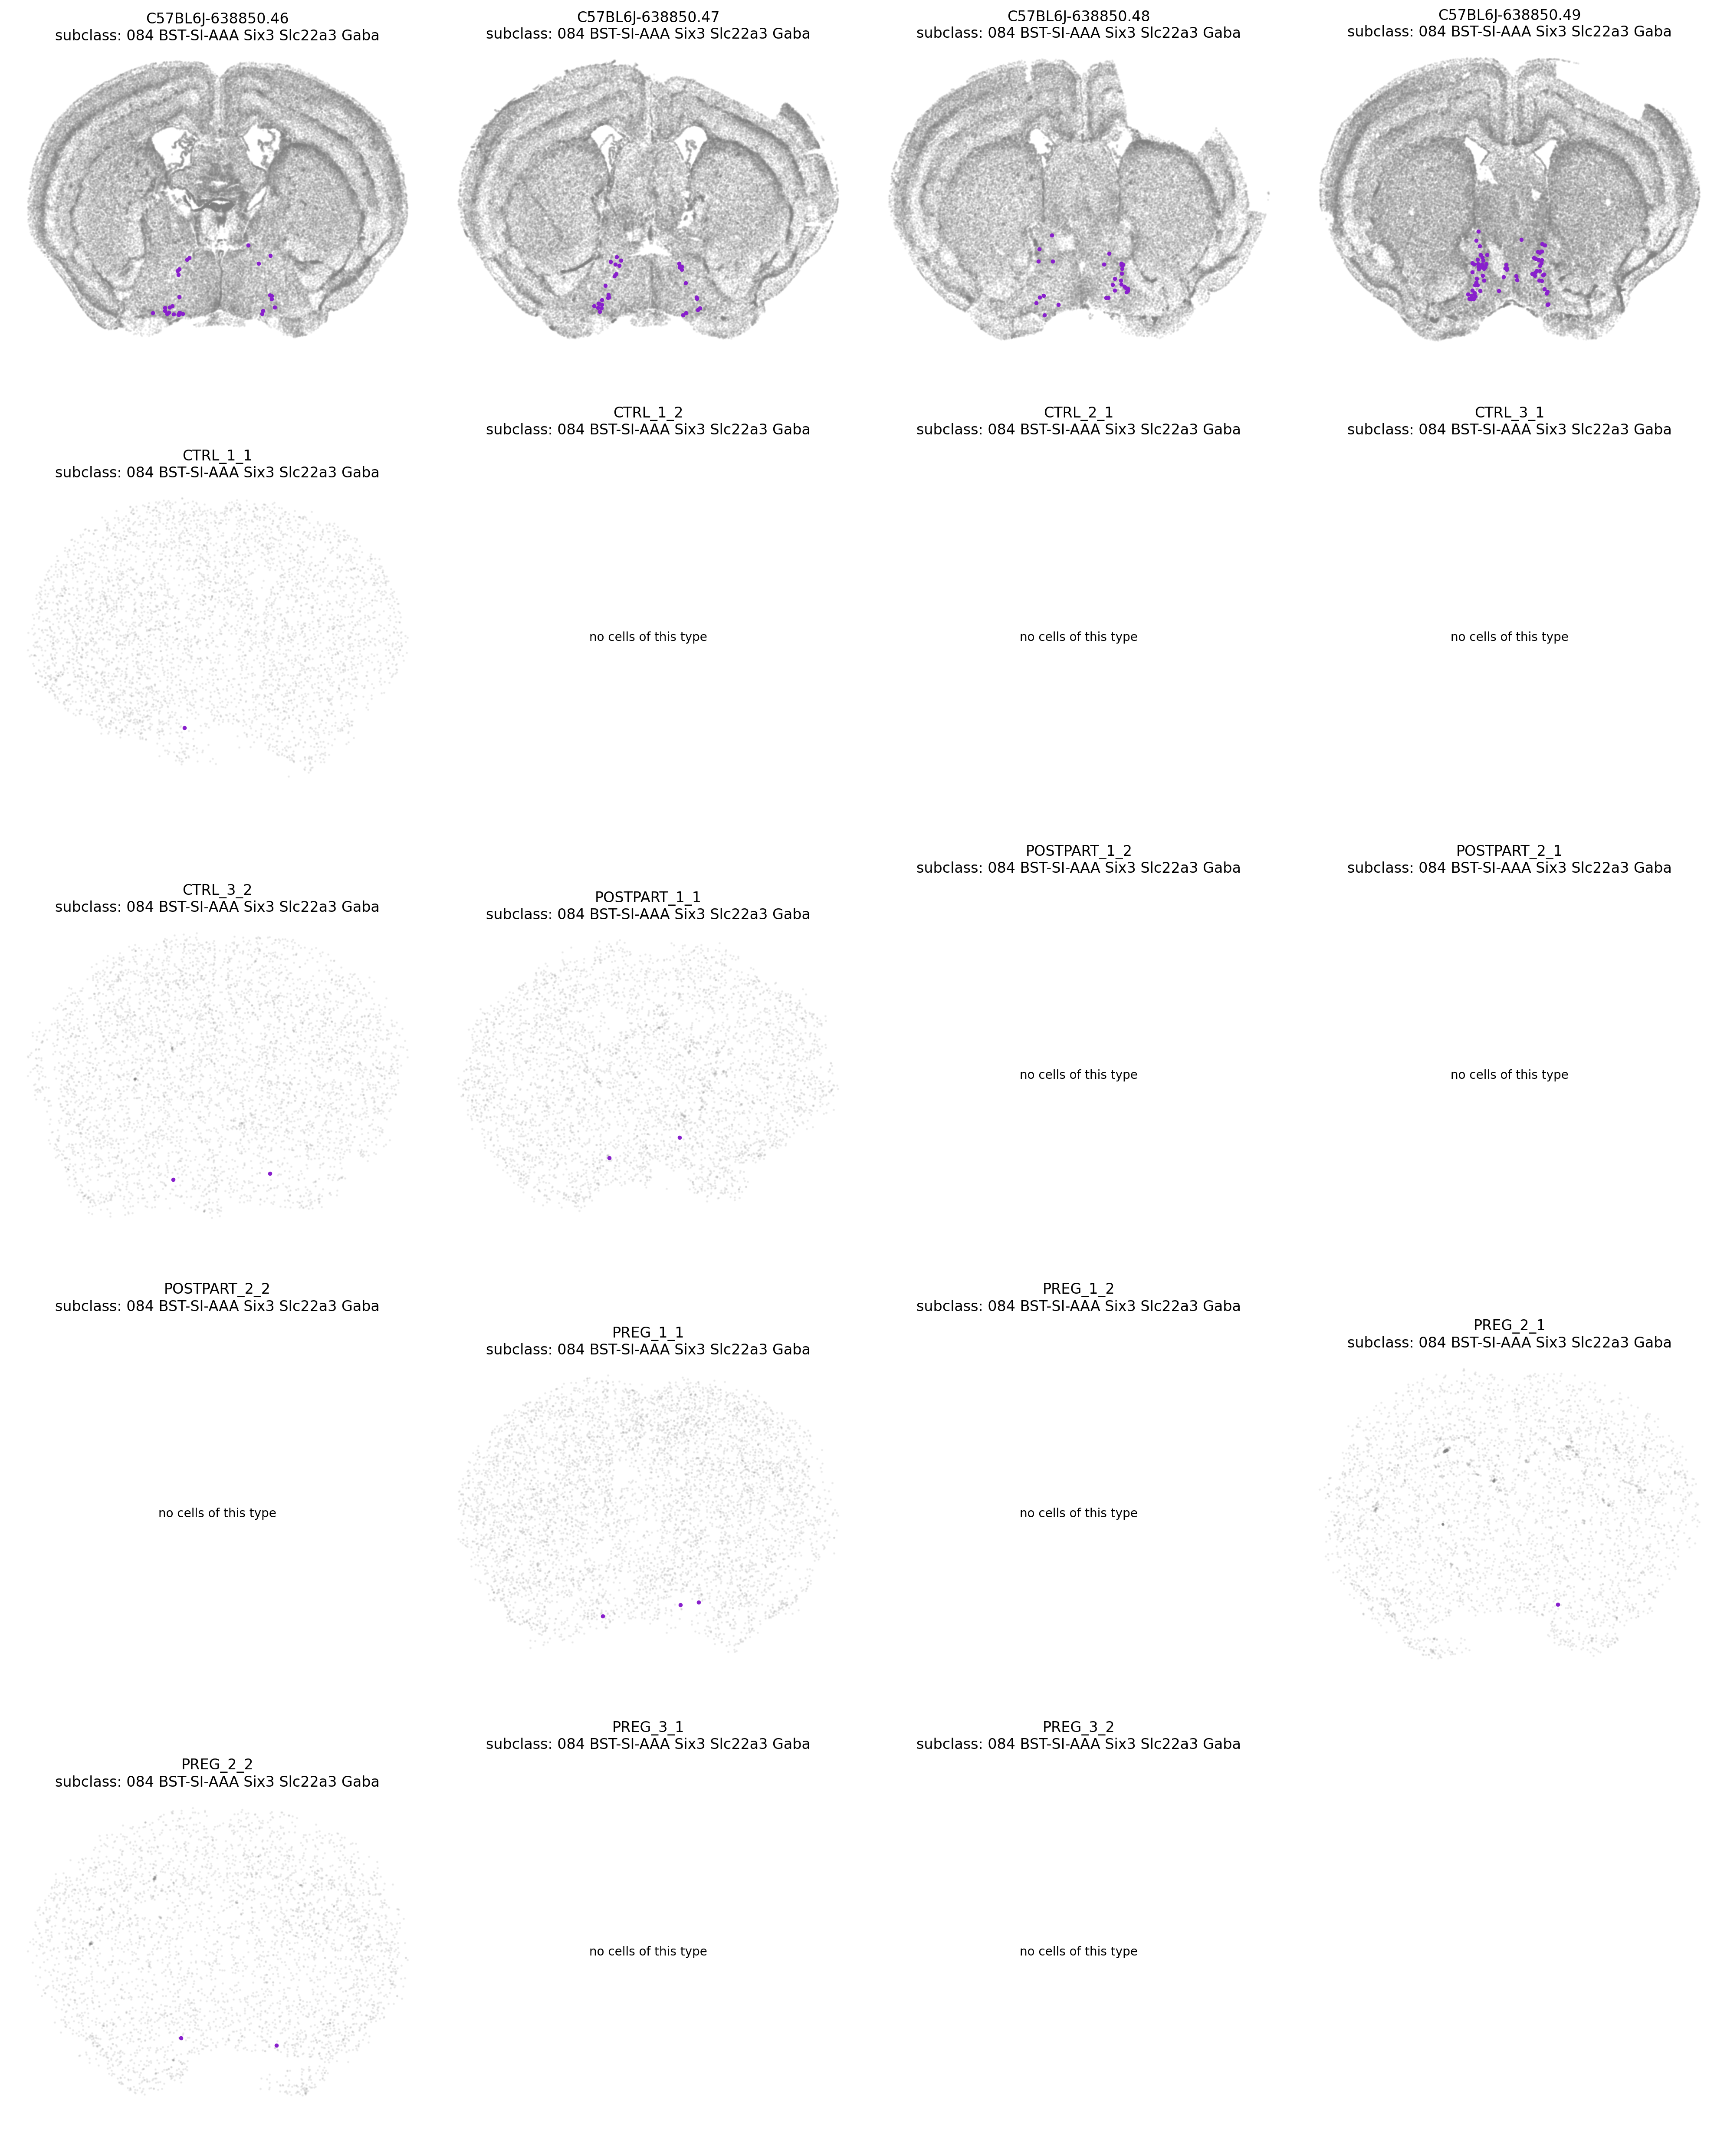 C57BL6J-638850.46
subclass: 084 BST-SI-AAA Six3 Slc22a3 Gaba
C57BL6J-638850.47
subclass: 084 BST-SI-AAA Six3 Slc22a3 Gaba
C57BL6J-638850.48
subclass: 084 BST-SI-AAA Six3 Slc22a3 Gaba
C57BL6J-638850.49
subclass: 084 BST-SI-AAA Six3 Slc22a3 Gaba
CTRL_1_1
subclass: 084 BST-SI-AAA Six3 Slc22a3 Gaba
CTRL_1_2
subclass: 084 BST-SI-AAA Six3 Slc22a3 Gaba
no cells of this type
CTRL_2_1
subclass: 084 BST-SI-AAA Six3 Slc22a3 Gaba
no cells of this type
CTRL_3_1
subclass: 084 BST-SI-AAA Six3 Slc22a3 Gaba
no cells of this type
CTRL_3_2
subclass: 084 BST-SI-AAA Six3 Slc22a3 Gaba
POSTPART_1_1
subclass: 084 BST-SI-AAA Six3 Slc22a3 Gaba
POSTPART_1_2
subclass: 084 BST-SI-AAA Six3 Slc22a3 Gaba
no cells of this type
POSTPART_2_1
subclass: 084 BST-SI-AAA Six3 Slc22a3 Gaba
no cells of this type
POSTPART_2_2
subclass: 084 BST-SI-AAA Six3 Slc22a3 Gaba
no cells of this type
PREG_1_1
subclass: 084 BST-SI-AAA Six3 Slc22a3 Gaba
PREG_1_2
subclass: 084 BST-SI-AAA Six3 Slc22a3 Gaba
no cells of this type
PREG_2_1
subclass: 084 BST-SI-AAA Six3 Slc22a3 Gaba
PREG_2_2
subclass: 084 BST-SI-AAA Six3 Slc22a3 Gaba
PREG_3_1
subclass: 084 BST-SI-AAA Six3 Slc22a3 Gaba
no cells of this type
PREG_3_2
subclass: 084 BST-SI-AAA Six3 Slc22a3 Gaba
no cells of this type